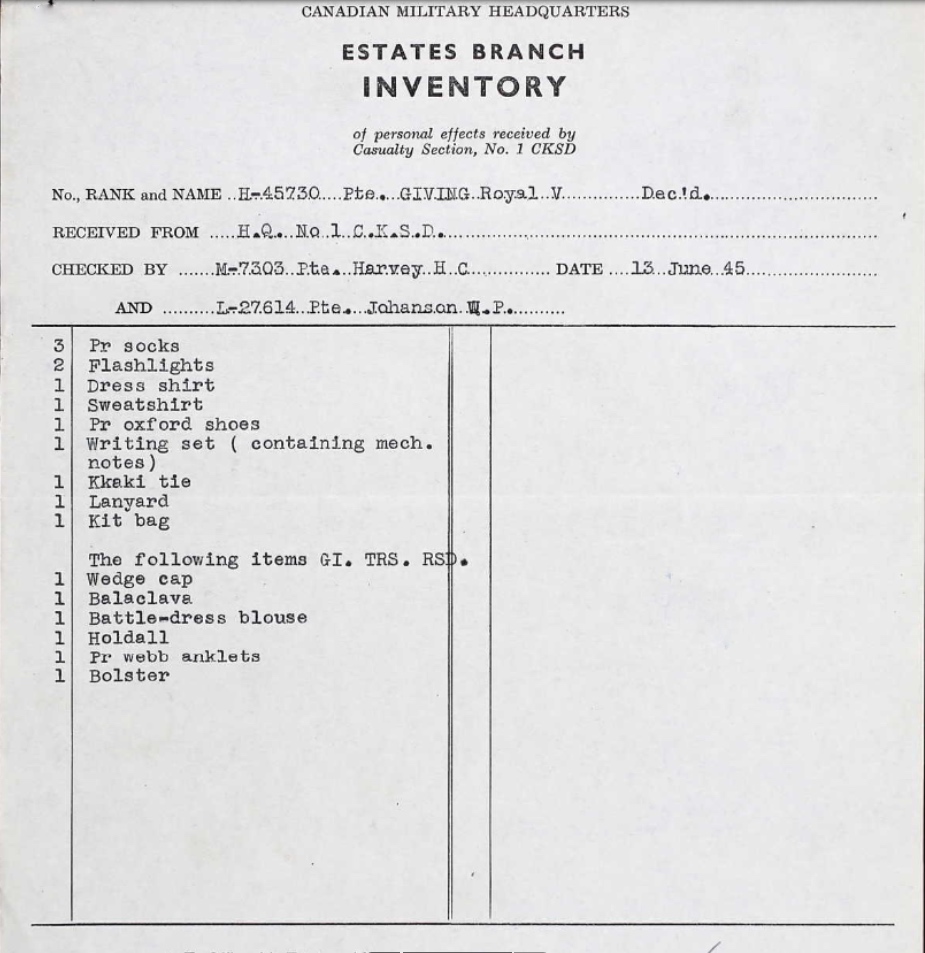 CANADIAN MILITARY HEADQUARTERS
ESTATES BRANCH
INVENTORY
of personal effects received by
Casualty Section, No. 1 CKSD
No., RANK and NAME ..H-45730....Pte...GIVING.Royal.V.............Dec'd.
RECEIVED FROM .....H.Q...No 1 C.K.S.D.
CHECKED BY ......M-7303..Pte...Harvey..H.C............. DATE ....13.June..45
AND ..........L-27614..Pte....Johanson W.P.
3 Pr socks
2 Flashlights
1 Dress shirt
1 Sweatshirt
1 Pr oxford shoes
1 Writing set ( containing mech.
notes)
1 Kkaki tie
1 Lanyard
1 Kit bag
The following items GI. TRS. RSD.
1 Wedge cap
1 Balaclava
1 Battle-dress blouse
1 Holdall
1 Pr webb anklets
1 Bolster